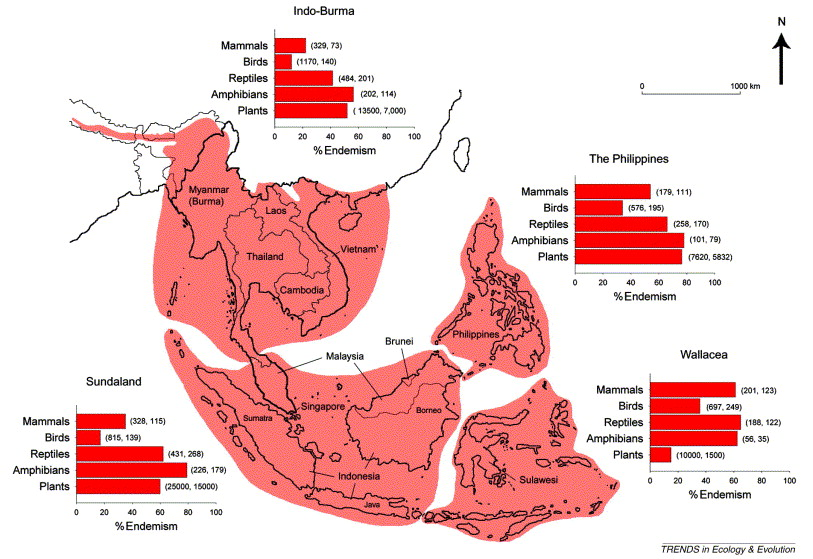 Indo-Burma
Mammals (329, 73)
Birds (1170, 140)
Reptiles (484, 201)
Amphibians (202, 114)
Plants ( 13500, 7,000)
0 20 40 60 80 100
% Endemism
N
0 1000 km
The Philippines
Mammals (179, 111)
Birds (576, 195)
Reptiles (258, 170)
Amphibians (101, 79)
Plants (7620, 5832)
0 20 40 60 80 100
% Endemism
Myanmar
(Burma)
Laos
Thailand
Vietnam
Cambodia
Philippines
Brunei
Malaysia
Singapore
Sumatra
Borneo
Indonesia
Java
Sulawesi
Sundaland
Mammals (328, 115)
Birds (815, 139)
Reptiles (431, 268)
Amphibians (226, 179)
Plants (25000, 15000)
0 20 40 60 80 100
% Endemism
Wallacea
Mammals (201, 123)
Birds (697, 249)
Reptiles (188, 122)
Amphibians (56, 35)
Plants (10000, 1500)
0 20 40 60 80 100
% Endemism
TRENDS in Ecology & Evolution